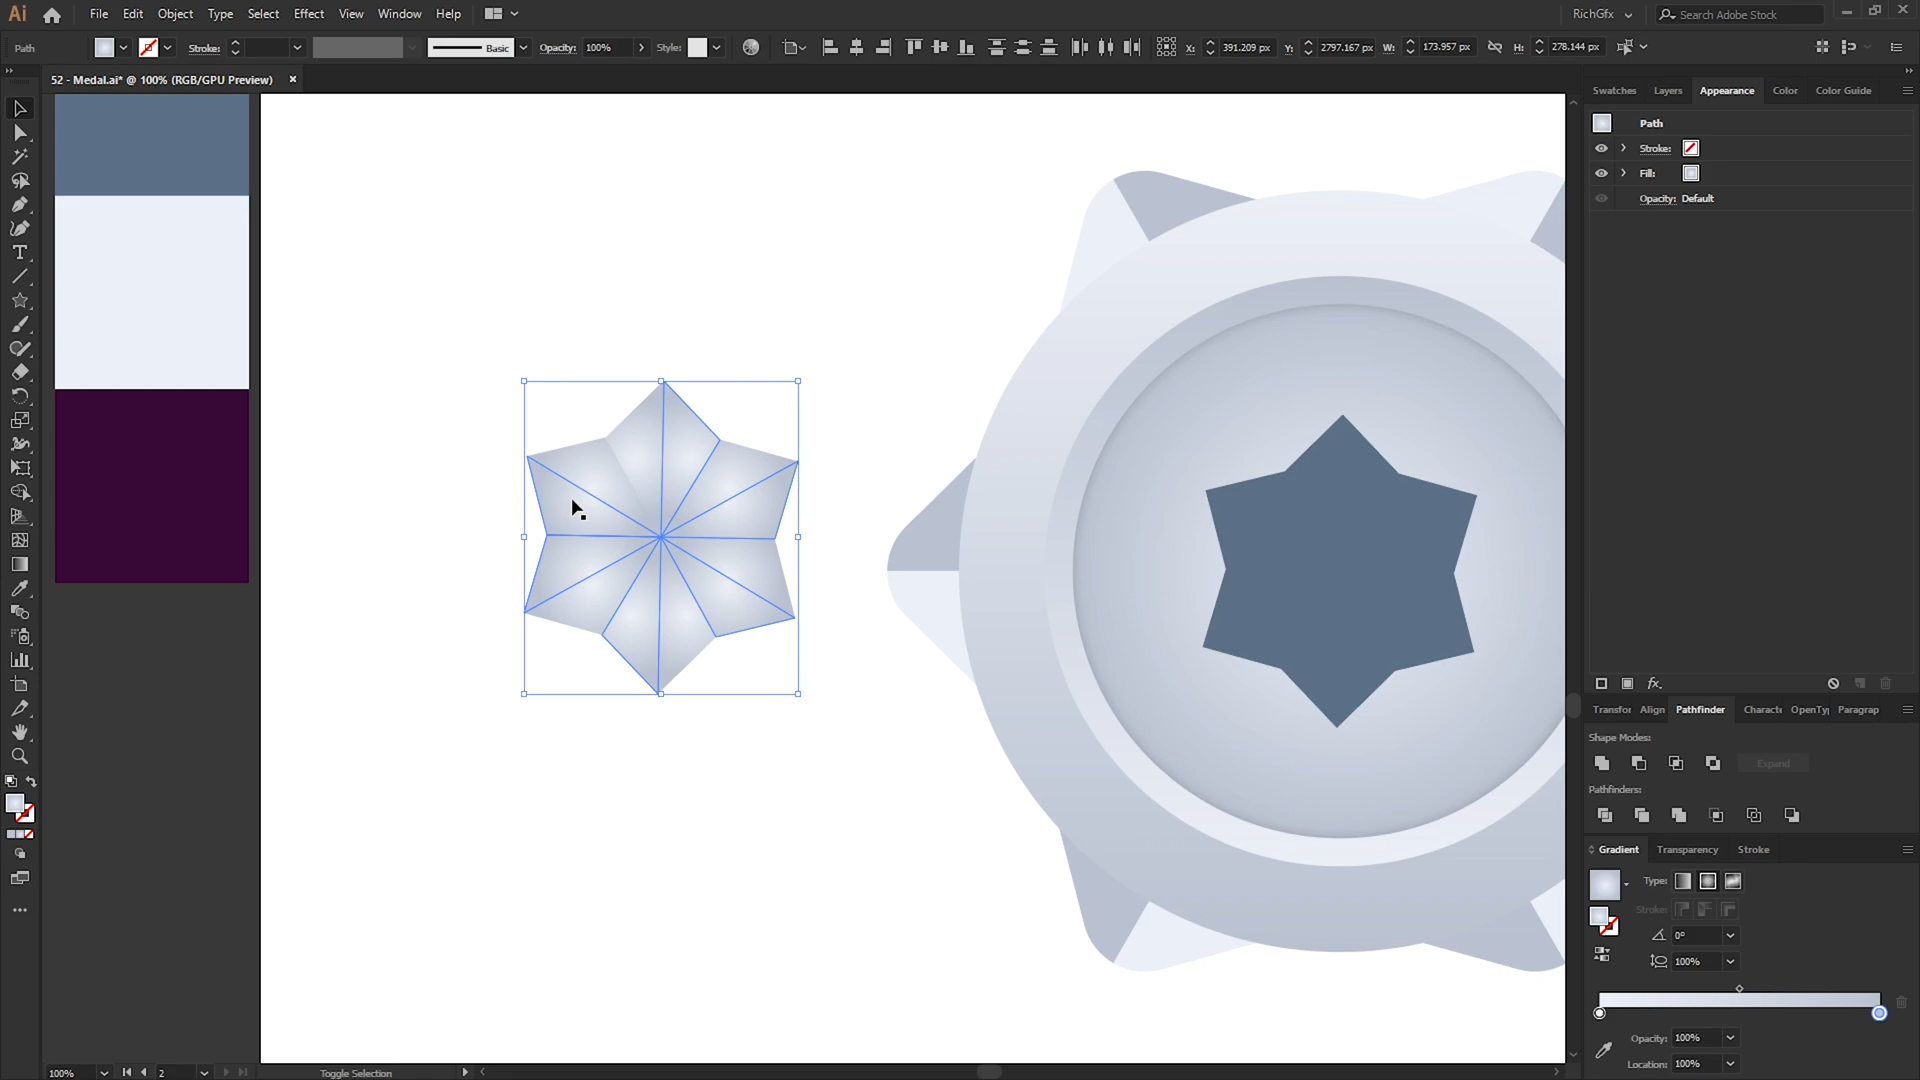 Ai File Edit Object Type Select Effect View Window Help RichGfx Search Adobe Stock
Path Stroke: Basic Opacity: 100% Style: X: 391.209 px Y: 2797.167 px W: 173.957 px H: 278.144 px
52 - Medal.ai* @ 100% (RGB/GPU Preview)
Swatches Layers Appearance Color Color Guide
Path
Stroke:
Fill:
Opacity: Default
fx.
Transfor Align Pathfinder Characte OpenTy Paragrap
Shape Modes:
Expand
Pathfinders:
Gradient Transparency Stroke
Type:
Stroke:
0°
100%
Opacity: 100%
Location: 100%
100% 2 Toggle Selection